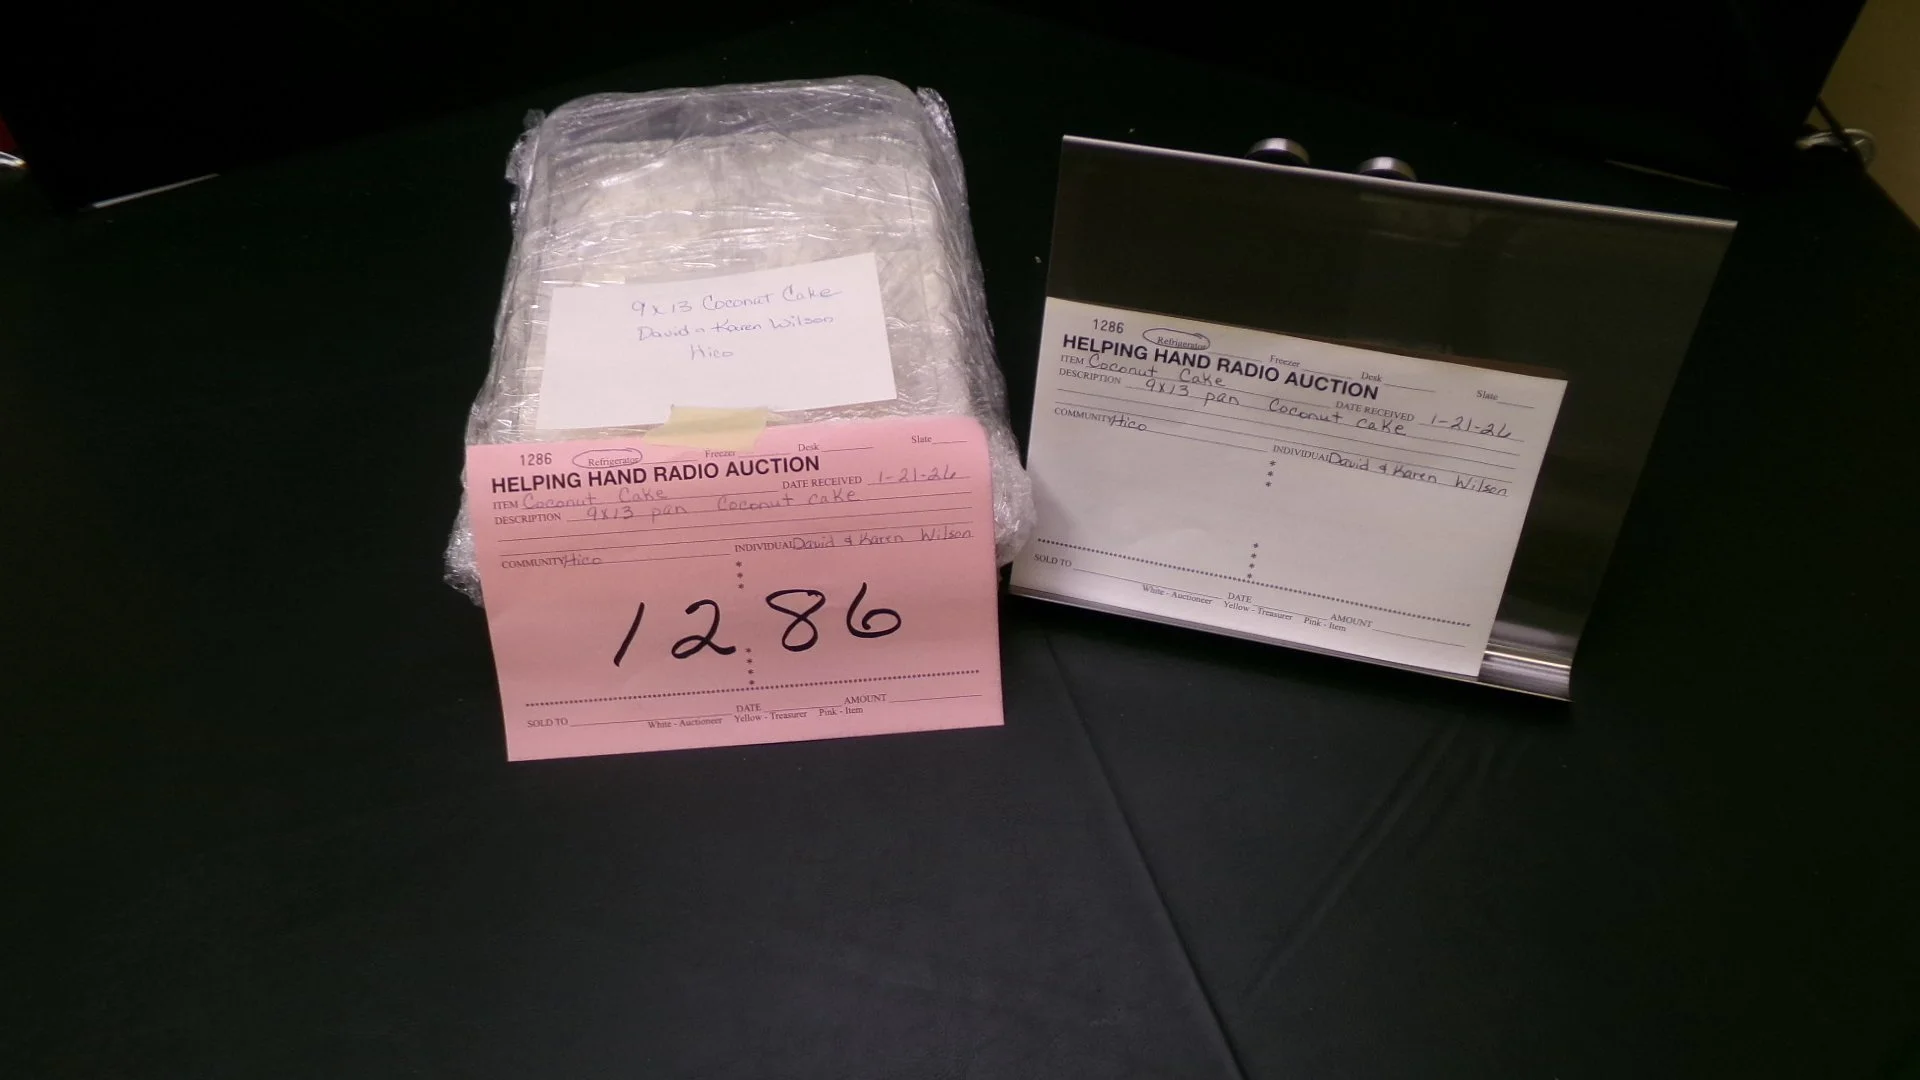 9x13 Coconut Cake
David & Karen Wilson
Hico
1286 Refrigerator Freezer Desk Slate
HELPING HAND RADIO AUCTION
ITEM Coconut Cake DATE RECEIVED 1-21-26
DESCRIPTION 9x13 pan Coconut cake
COMMUNITY Hico INDIVIDUAL David & Karen Wilson
1286
SOLD TO DATE AMOUNT
White - Auctioneer Yellow - Treasurer Pink - Item
1286 Refrigerator Freezer Desk Slate
HELPING HAND RADIO AUCTION
ITEM Coconut Cake DATE RECEIVED 1-21-26
DESCRIPTION 9x13 pan Coconut cake
COMMUNITY Hico INDIVIDUAL David & Karen Wilson
SOLD TO DATE AMOUNT
White - Auctioneer Yellow - Treasurer Pink - Item